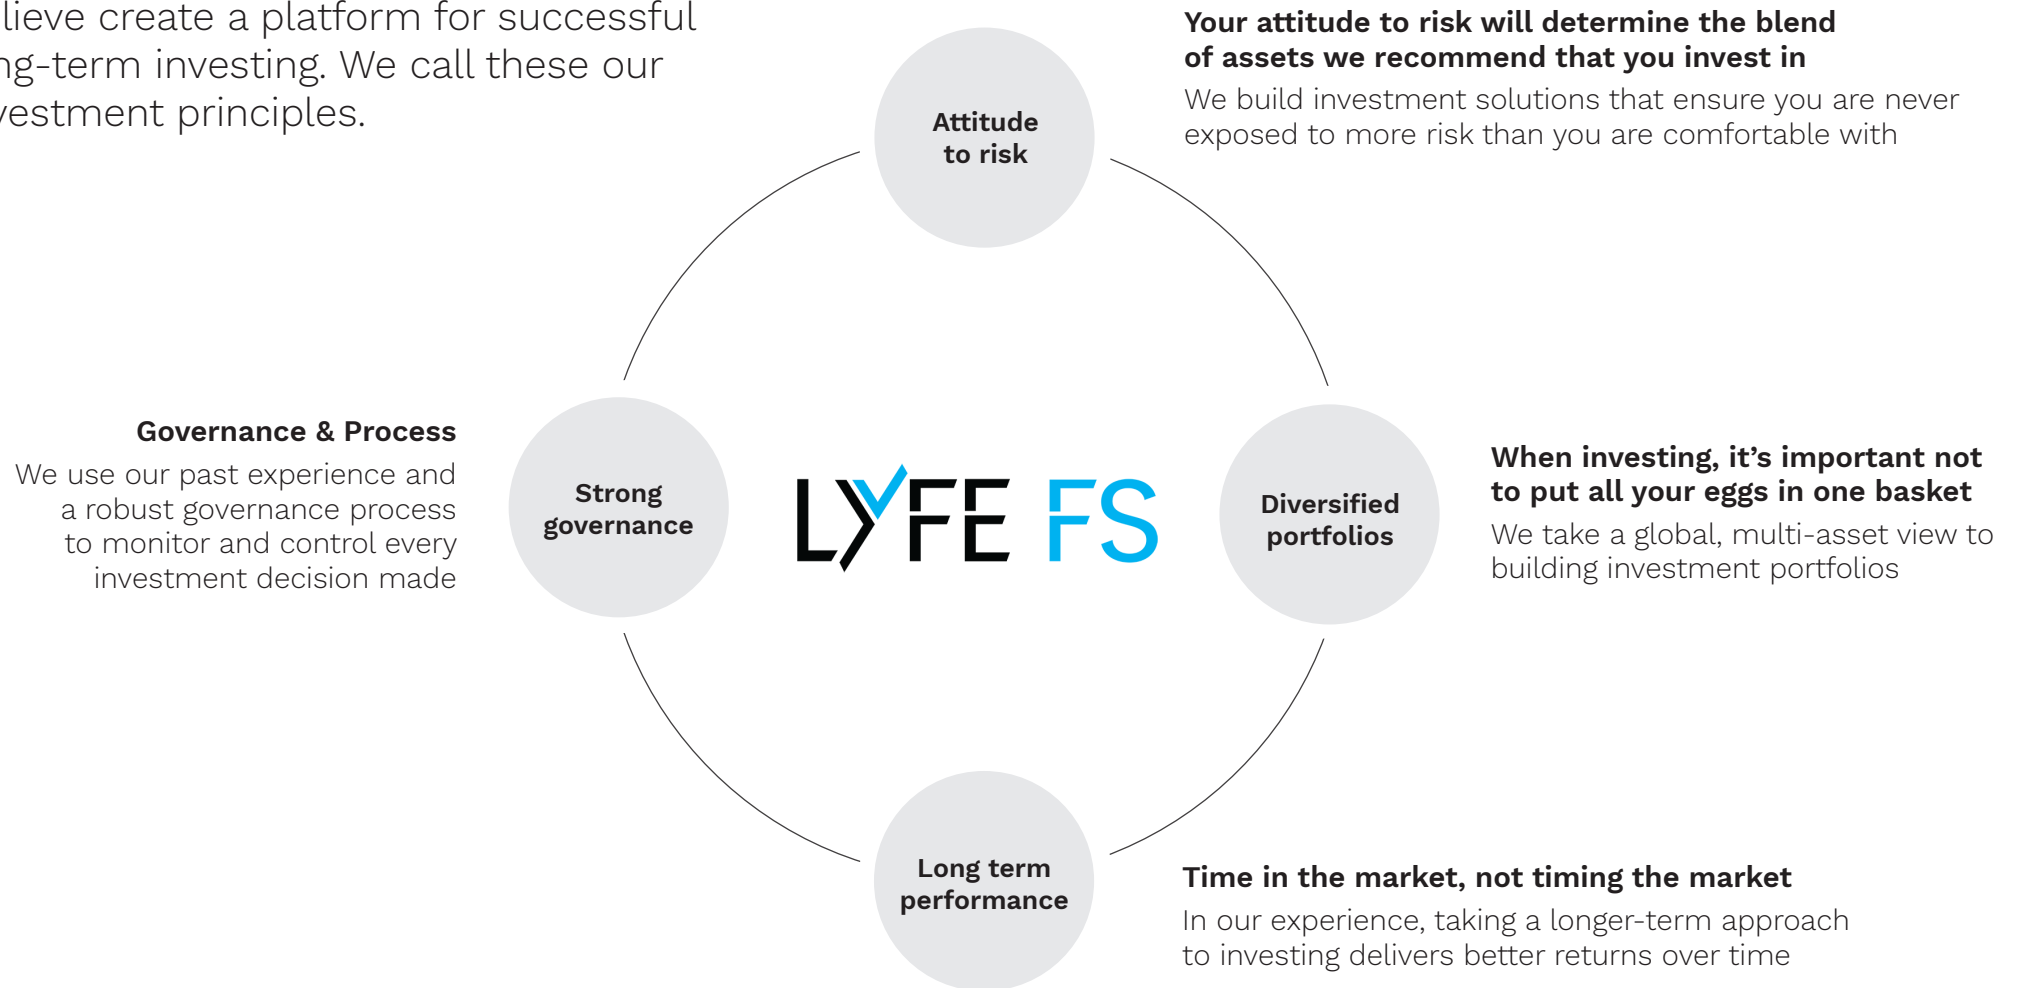 lieve create a platform for successful
ng-term investing. We call these our
vestment principles.
Attitude
to risk
Your attitude to risk will determine the blend
of assets we recommend that you invest in
We build investment solutions that ensure you are never
exposed to more risk than you are comfortable with
Governance & Process
We use our past experience and
a robust governance process
to monitor and control every
investment decision made
Strong
governance
LYFE FS
Diversified
portfolios
When investing, it’s important not
to put all your eggs in one basket
We take a global, multi-asset view to
building investment portfolios
Long term
performance
Time in the market, not timing the market
In our experience, taking a longer-term approach
to investing delivers better returns over time